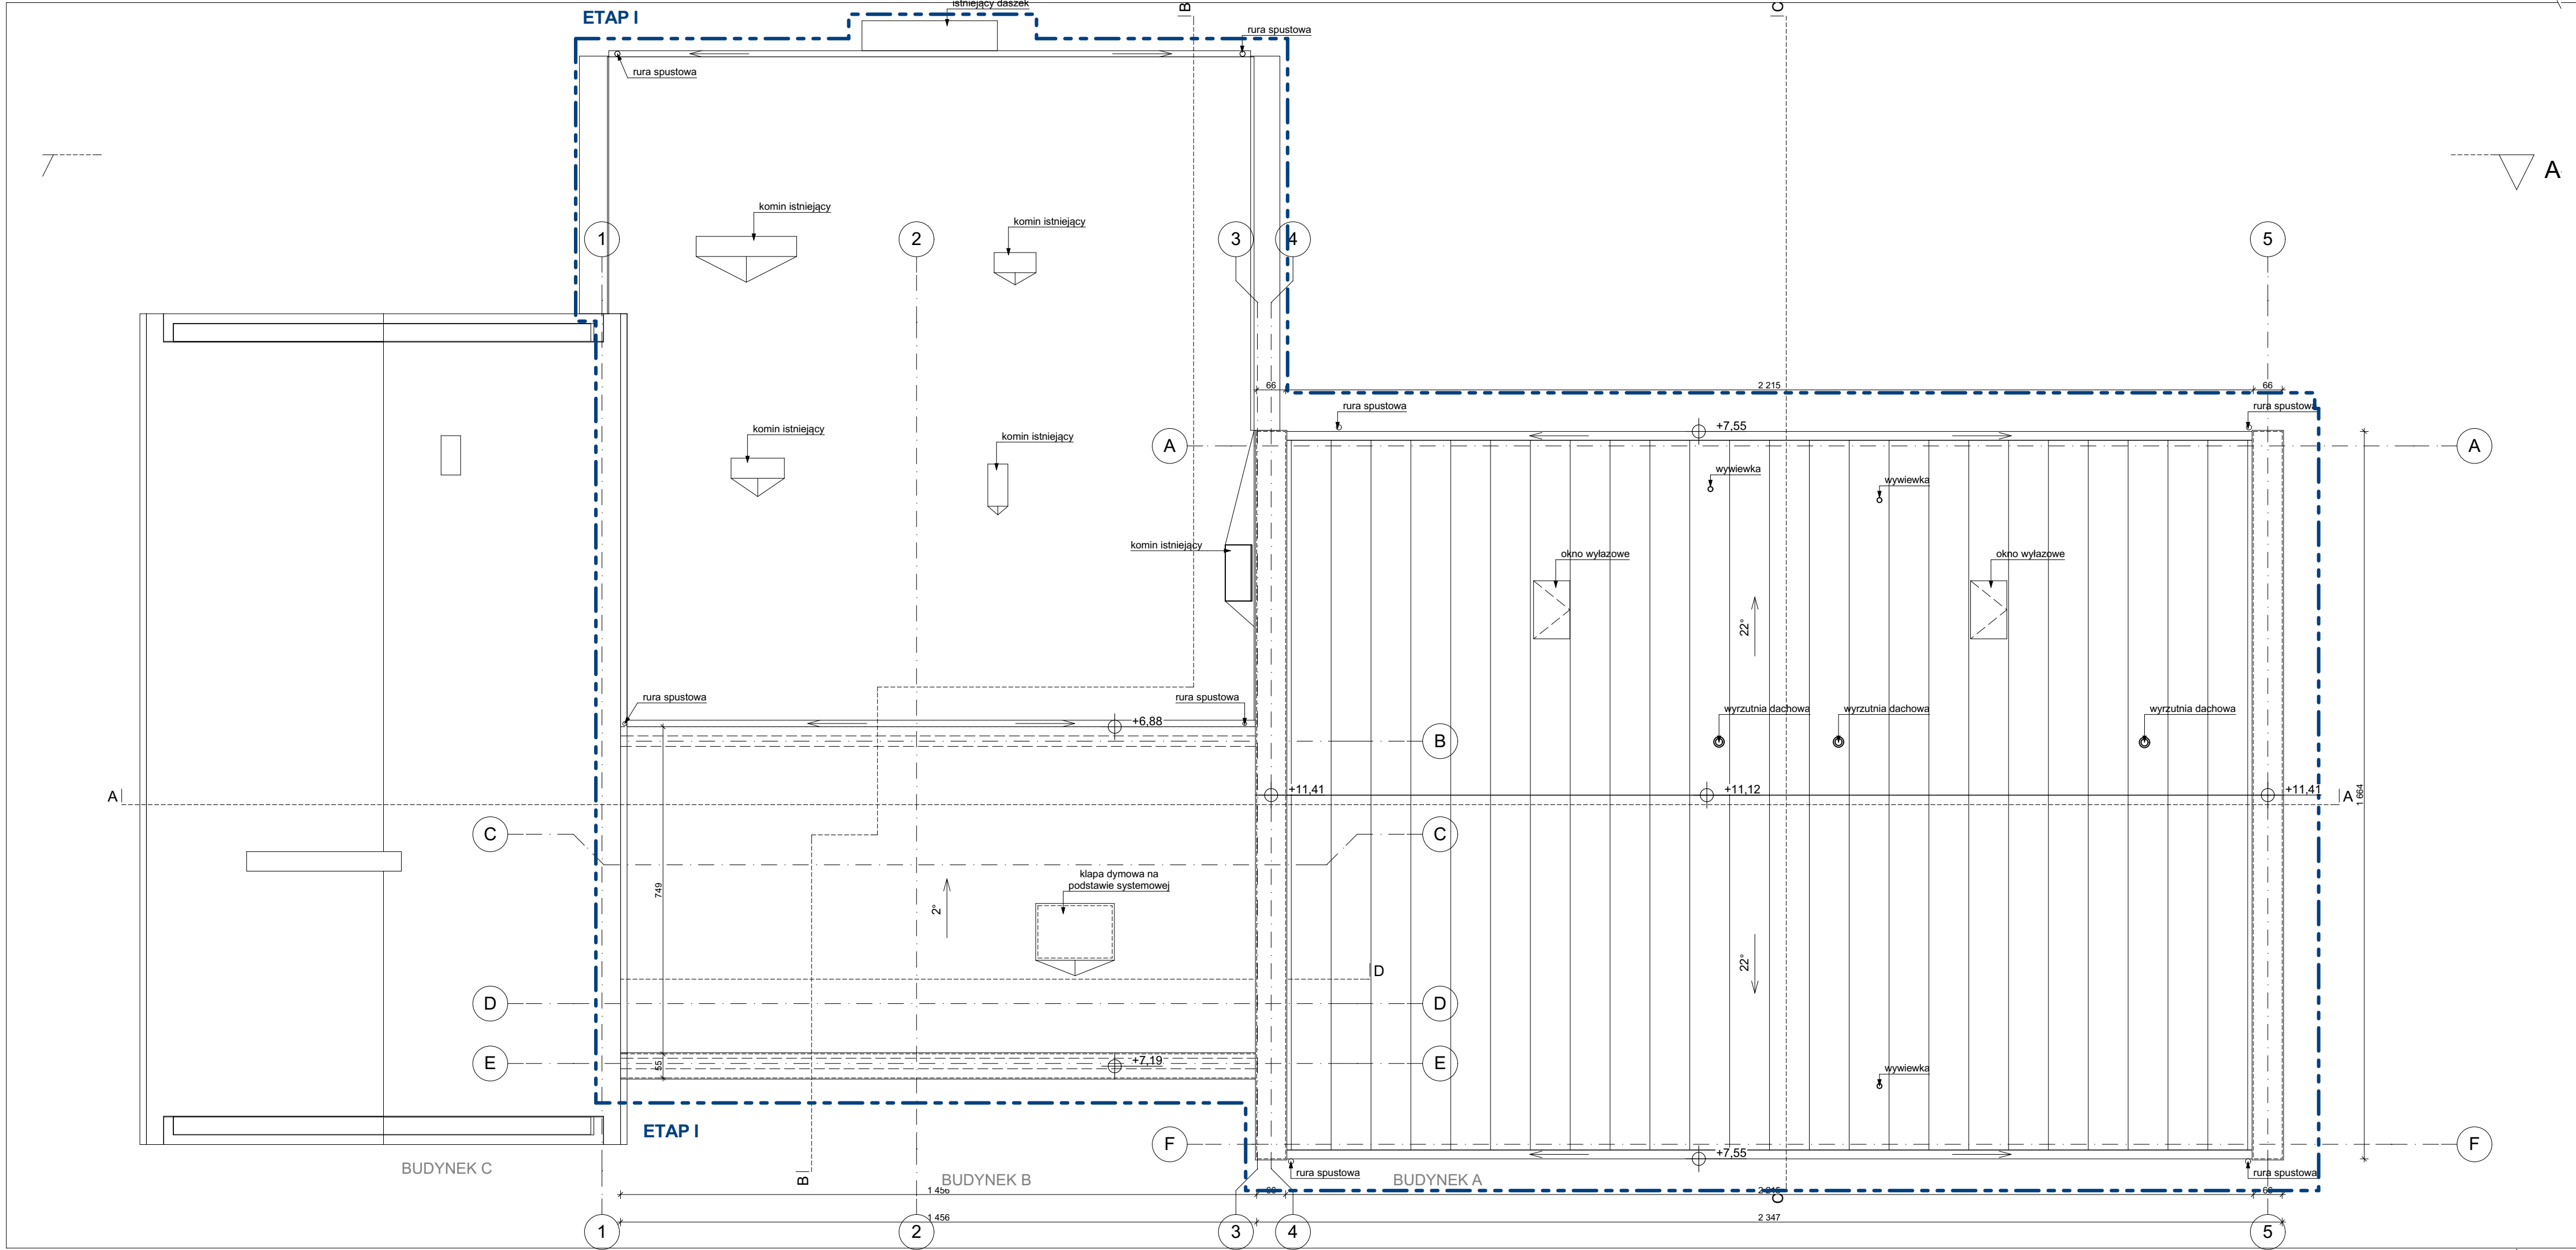 ETAP I
istniejący daszek
B
C
rura spustowa
rura spustowa
A
komin istniejący
komin istniejący
1
2
3
4
5
66
2 215
66
rura spustowa
rura spustowa
+7,55
komin istniejący
komin istniejący
A
A
wywiewka
wywiewka
komin istniejący
okno wyłazowe
okno wyłazowe
22°
rura spustowa
rura spustowa
wyrzutnia dachowa
wyrzutnia dachowa
wyrzutnia dachowa
+6,88
B
+11,41
+11,12
+11,41
A
A
1 664
C
C
klapa dymowa na
podstawie systemowej
749
2°
22°
D
D
D
E
55
+7,19
E
wywiewka
ETAP I
F
F
+7,55
BUDYNEK C
B
BUDYNEK B
rura spustowa
BUDYNEK A
rura spustowa
1 456
66
2 215
66
C
1 456
2 347
1
2
3
4
5